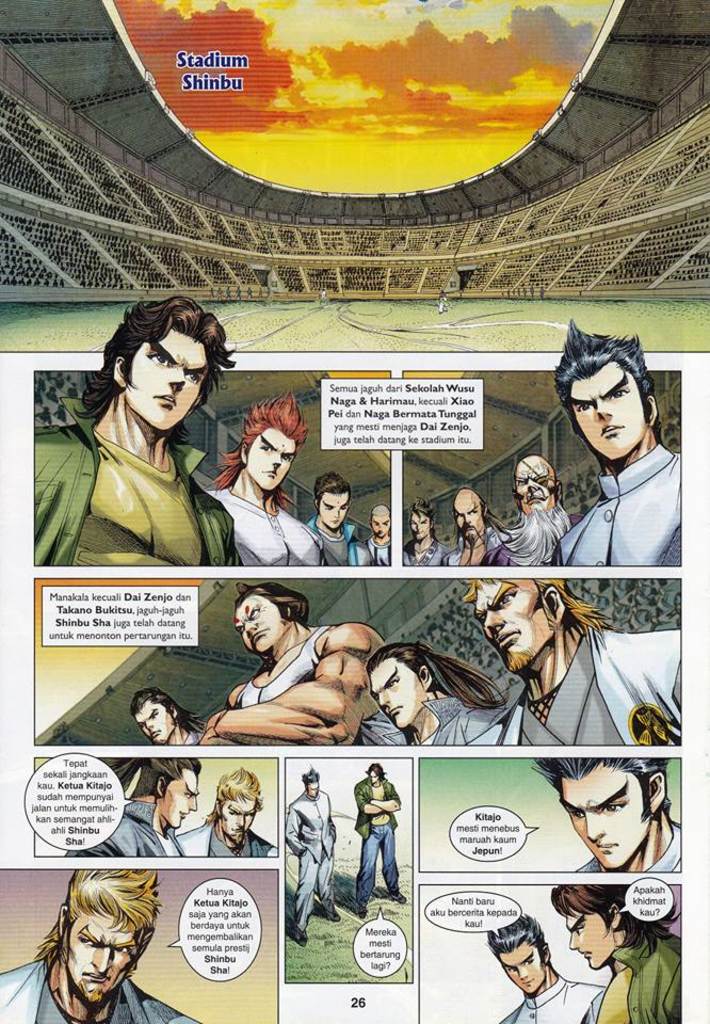 Stadium
Shinbu
Semua jaguh dari Sekolah Wusu
Naga & Harimau, kecuali Xiao
Pei dan Naga Bermata Tunggal
yang mesti menjaga Dai Zenjo,
juga telah datang ke stadium itu.
Manakala kecuali Dai Zenjo dan
Takano Bukitsu, jaguh-jaguh
Shinbu Sha juga telah datang
untuk menonton pertarungan itu.
Tepat
sekali jangkaan
kau. Ketua Kitajo
sudah mempunyai
jalan untuk memulih-
kan semangat ahli-
ahli Shinbu
Sha!
Hanya
Ketua Kitajo
saja yang akan
berdaya untuk
mengembalikan
semula prestij
Shinbu
Sha!
Mereka
mesti
bertarung
lagi?
Kitajo
mesti menebus
maruah kaum
Jepun!
Nanti baru
aku bercerita kepada
kau!
Apakah
khidmat
kau?
26